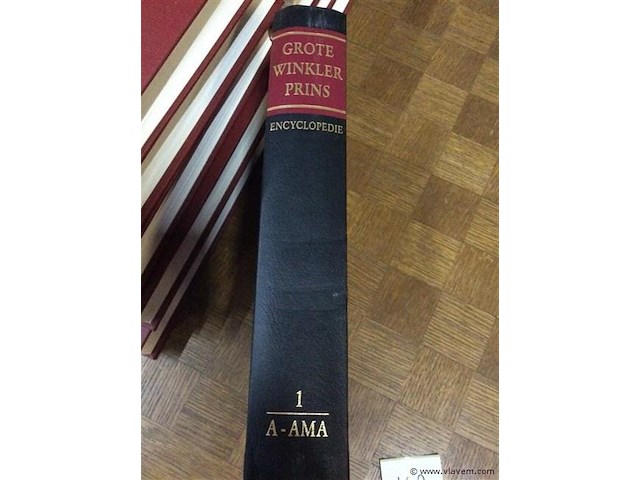 GROTE
WINKLER
PRINS
ENCYCLOPEDIE
1
A-AMA
© www.vlavem.com